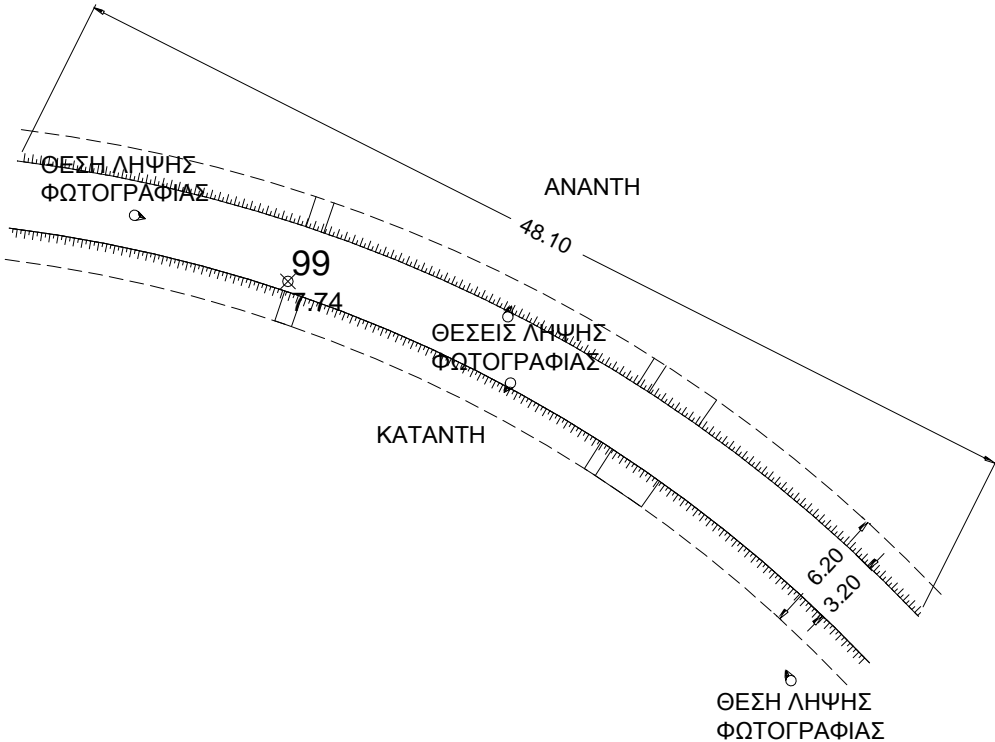 ΘΕΣΗ ΛΗΨΗΣ
ΦΩΤΟΓΡΑΦΙΑΣ
ΑΝΑΝΤΗ
48.10
99
7.74
ΘΕΣΕΙΣ ΛΗΨΗΣ
ΦΩΤΟΓΡΑΦΙΑΣ
ΚΑΤΑΝΤΗ
6.20
3.20
ΘΕΣΗ ΛΗΨΗΣ
ΦΩΤΟΓΡΑΦΙΑΣ